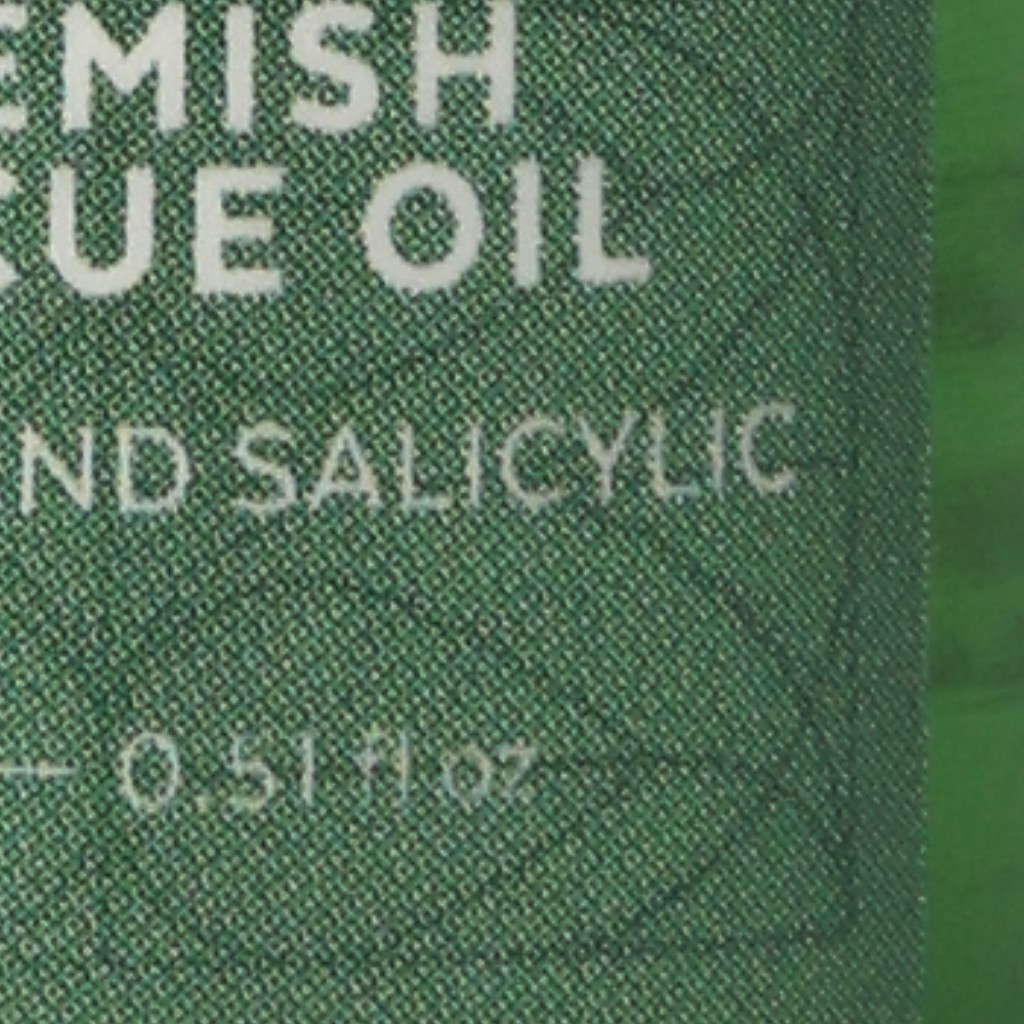 EMISH
CUE OIL
ND SALICYLIC
— 0.51 fl oz